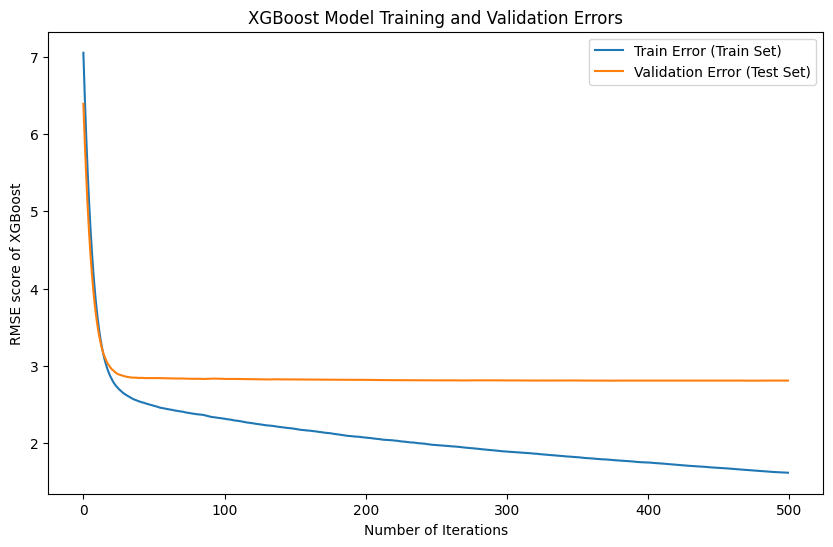 XGBoost Model Training and Validation Errors
Train Error (Train Set)
Validation Error (Test Set)
RMSE score of XGBoost
7
6
5
4
3
2
0
100
200
300
400
500
Number of Iterations